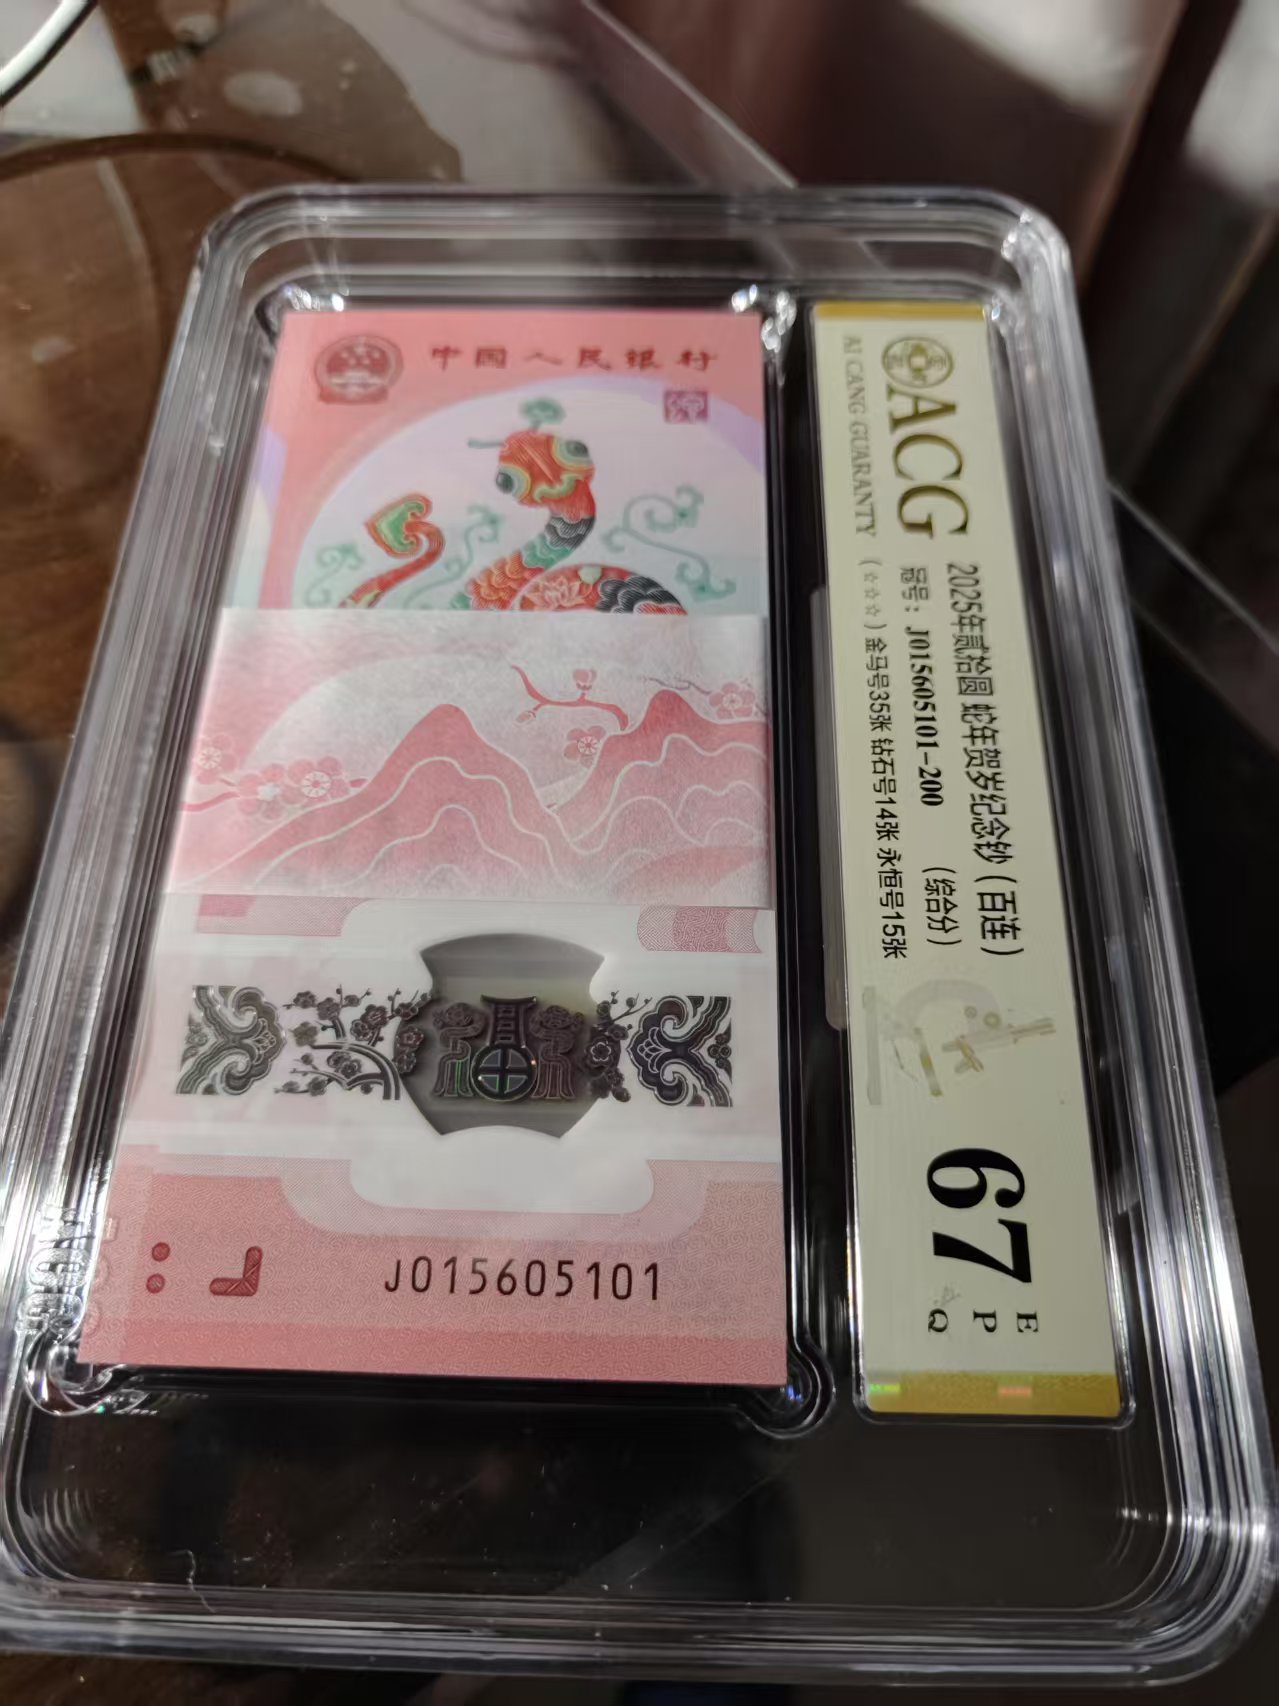 中国人民银行
J015605101
ACG
AI CANG GUARANTY
2025年贰拾圆 蛇年贺岁纪念钞（百连）
冠号：J015605101-200 （综合分）
（☆☆☆）金马号35张 钻石号14张 永恒号15张
67
E
P
Q